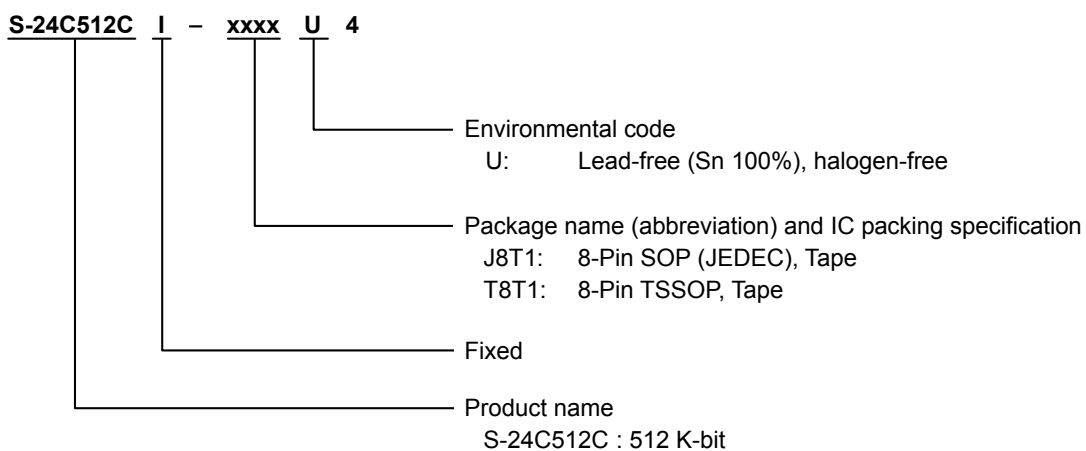 S-24C512C I – xxxx U 4
Environmental code
U: Lead-free (Sn 100%), halogen-free
Package name (abbreviation) and IC packing specification
J8T1: 8-Pin SOP (JEDEC), Tape
T8T1: 8-Pin TSSOP, Tape
Fixed
Product name
S-24C512C : 512 K-bit